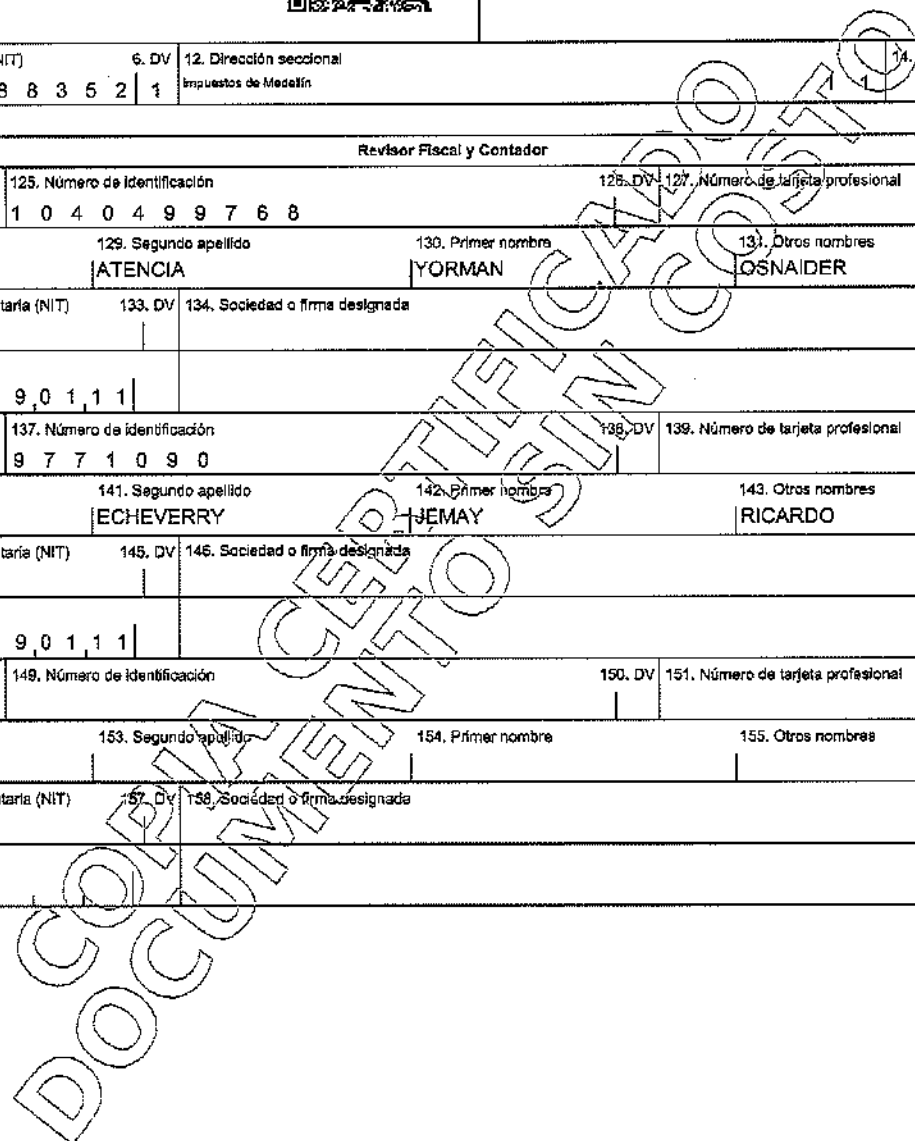 NIT) 6. DV 12. Dirección seccional 14.
8 8 3 5 2 1 Impuestos de Medellín 1 1
Revisor Fiscal y Contador
125. Número de identificación 126. DV 127. Número de tarjeta profesional
1 0 4 0 4 9 9 7 6 8
129. Segundo apellido 130. Primer nombre 131. Otros nombres
ATENCIA YORMAN OSNAIDER
taria (NIT) 133. DV 134. Sociedad o firma designada
9 0 1 1 1
137. Número de identificación 138. DV 139. Número de tarjeta profesional
9 7 7 1 0 9 0
141. Segundo apellido 142. Primer nombre 143. Otros nombres
ECHEVERRY JEMAY RICARDO
taria (NIT) 145. DV 146. Sociedad o firma designada
9 0 1 1 1
149. Número de identificación 150. DV 151. Número de tarjeta profesional
153. Segundo apellido 154. Primer nombre 155. Otros nombres
taria (NIT) 157. DV 158. Sociedad o firma designada
COPIA CERTIFICADO
DOCUMENTO SIN COSTO